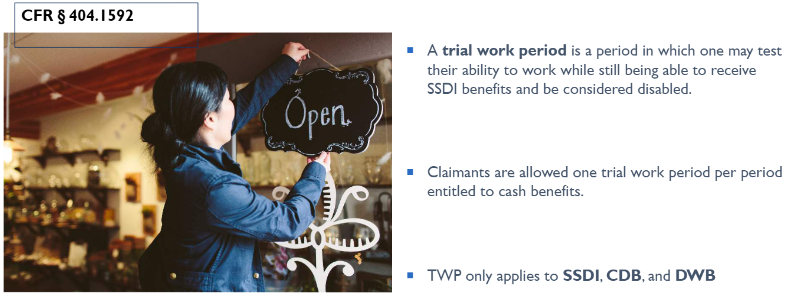 CFR § 404.1592
Open
A trial work period is a period in which one may test
their ability to work while still being able to receive
SSDI benefits and be considered disabled.
Claimants are allowed one trial work period per period
entitled to cash benefits.
TWP only applies to SSDI, CDB, and DWB